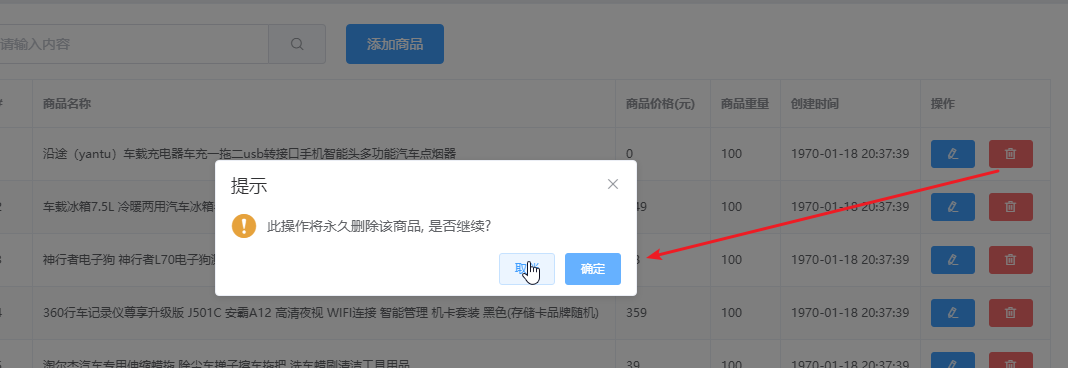 请输入内容 添加商品
# 商品名称 商品价格(元) 商品重量 创建时间 操作
沿途（yantu）车载充电器车充一拖二usb转接口手机智能头多功能汽车点烟器 0 100 1970-01-18 20:37:39
提示
2 车载冰箱7.5L 冷暖两用汽车冰箱 49 100 1970-01-18 20:37:39
此操作将永久删除该商品, 是否继续?
3 神行者电子狗 神行者L70电子狗 100 1970-01-18 20:37:39
取消 确定
4 360行车记录仪尊享升级版 J501C 安霸A12 高清夜视 WIFI连接 智能管理 机卡套装 黑色(存储卡品牌随机) 359 100 1970-01-18 20:37:39
39 100 1970-01-18 20:37:39